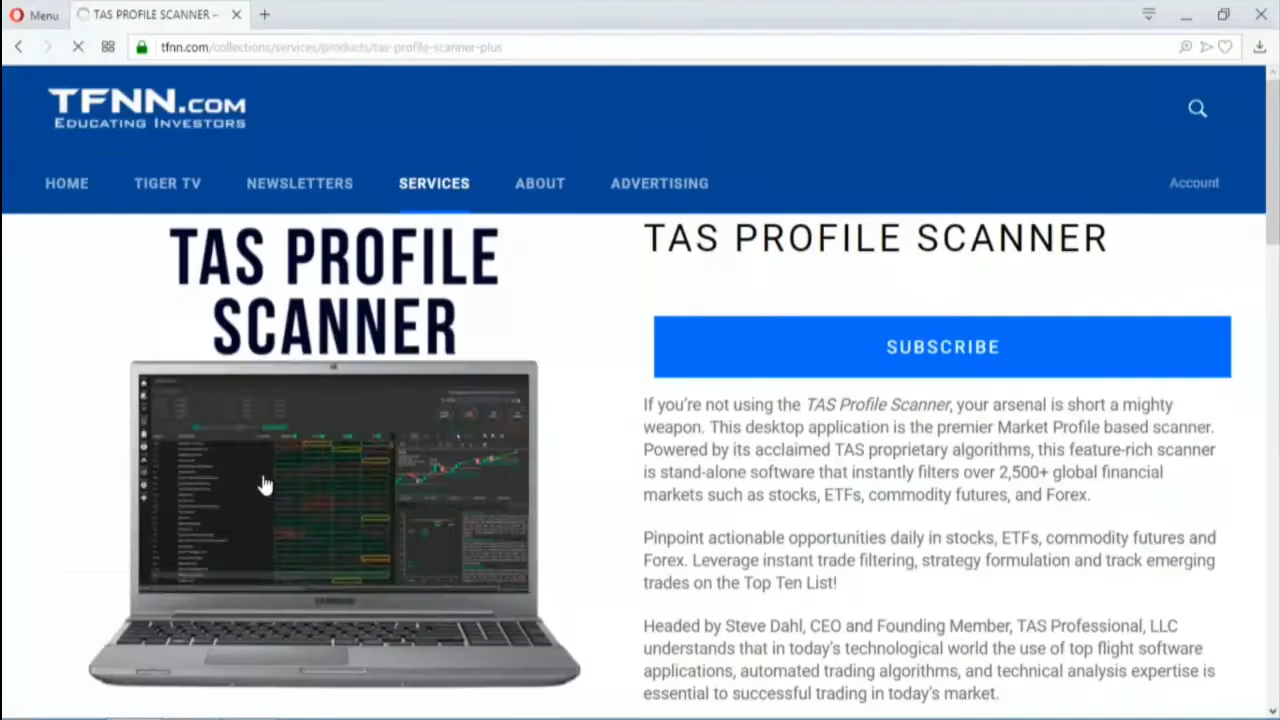 Menu
TAS PROFILE SCANNER –
tfnn.com/collections/services/products/tas-profile-scanner-plus
TFNN.COM
EDUCATING INVESTORS
HOME TIGER TV NEWSLETTERS SERVICES ABOUT ADVERTISING Account
TAS PROFILE
SCANNER
SAMSUNG
TAS PROFILE SCANNER
SUBSCRIBE
If you're not using the TAS Profile Scanner, your arsenal is short a mighty
weapon. This desktop application is the premier Market Profile based scanner.
Powered by its acclaimed TAS proprietary algorithms, this feature-rich scanner
is stand-alone software that instantly filters over 2,500+ global financial
markets such as stocks, ETFs, commodity futures, and Forex.
Pinpoint actionable opportunities daily in stocks, ETFs, commodity futures and
Forex. Leverage instant trade filtering, strategy formulation and track emerging
trades on the Top Ten List!
Headed by Steve Dahl, CEO and Founding Member, TAS Professional, LLC
understands that in today's technological world the use of top flight software
applications, automated trading algorithms, and technical analysis expertise is
essential to successful trading in today's market.